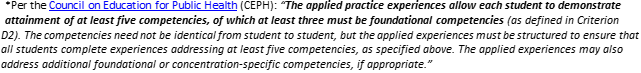 *Per the Council on Education for Public Health (CEPH): “The applied practice experiences allow each student to demonstrate
attainment of at least five competencies, of which at least three must be foundational competencies (as defined in Criterion
D2). The competencies need not be identical from student to student, but the applied experiences must be structured to ensure that
all students complete experiences addressing at least five competencies, as specified above. The applied experiences may also
address additional foundational or concentration-specific competencies, if appropriate.”